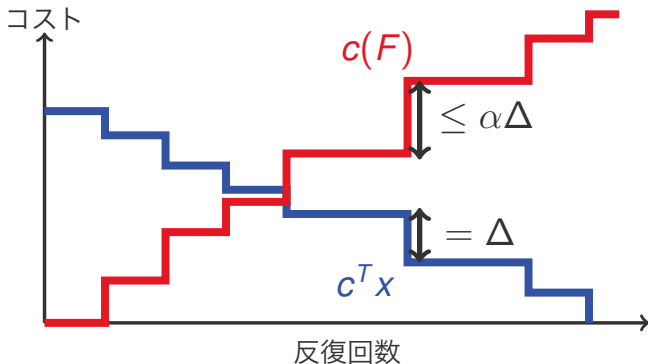 コスト
c(F)
≤ αΔ
= Δ
c^T x
反復回数